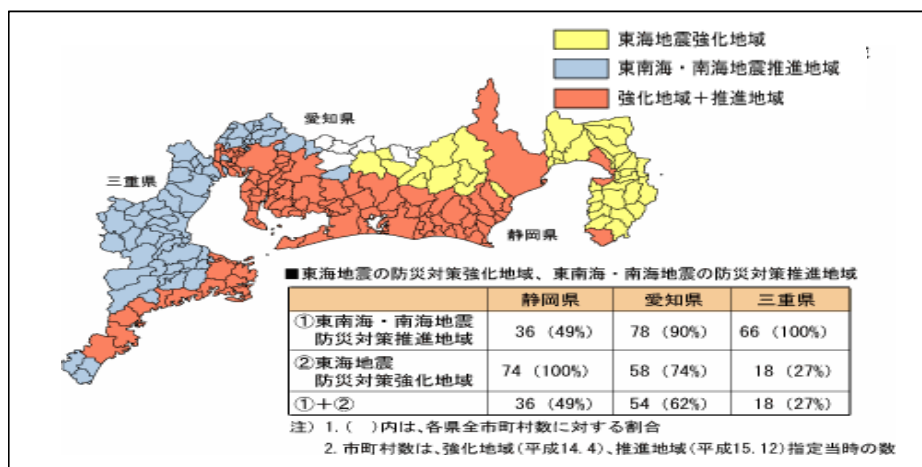 東海地震強化地域
東南海・南海地震推進地域
強化地域＋推進地域
愛知県
三重県
静岡県
■東海地震の防災対策強化地域、東南海・南海地震の防災対策推進地域
静岡県 愛知県 三重県
①東南海・南海地震
防災対策推進地域
36 (49%) 78 (90%) 66 (100%)
②東海地震
防災対策強化地域
74 (100%) 58 (74%) 18 (27%)
①＋② 36 (49%) 54 (62%) 18 (27%)
注) 1. ( )内は、各県全市町村数に対する割合
2. 市町村数は、強化地域(平成14.4)、推進地域(平成15.12)指定当時の数